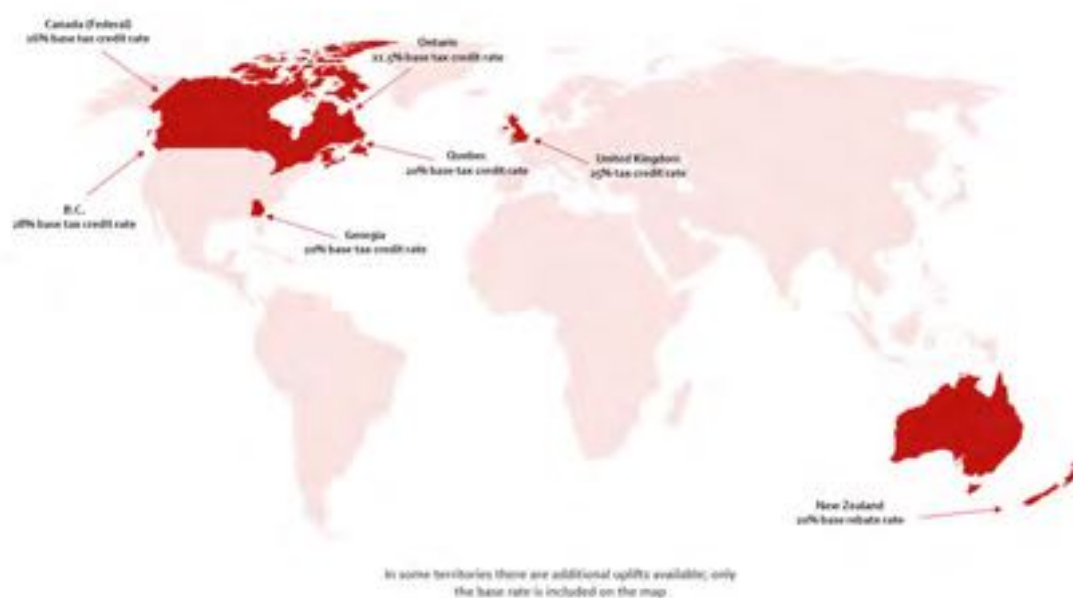 Canada (Federal)
16% base tax credit rate
Ontario
21.5% base tax credit rate
Quebec
20% base tax credit rate
United Kingdom
25% tax credit rate
B.C.
28% base tax credit rate
Georgia
20% base tax credit rate
New Zealand
20% base rebate rate
In some territories there are additional uplifts available; only
the base rate is included on the map